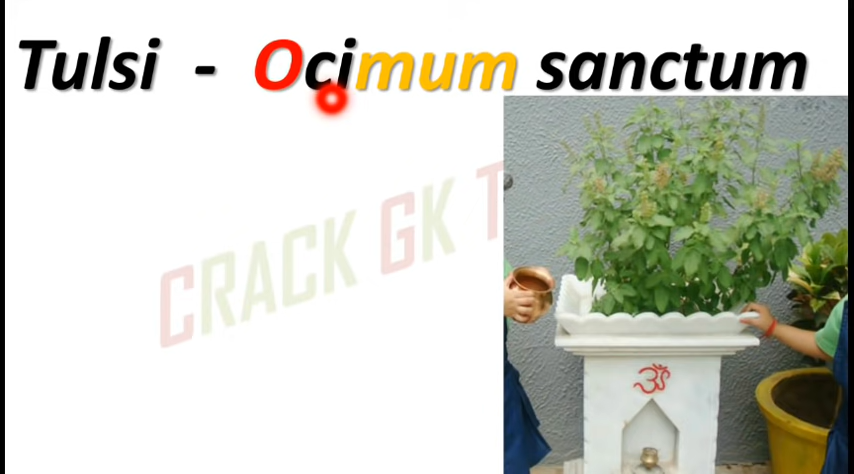 Tulsi - Ocimum sanctum
CRACK GK T
ॐ